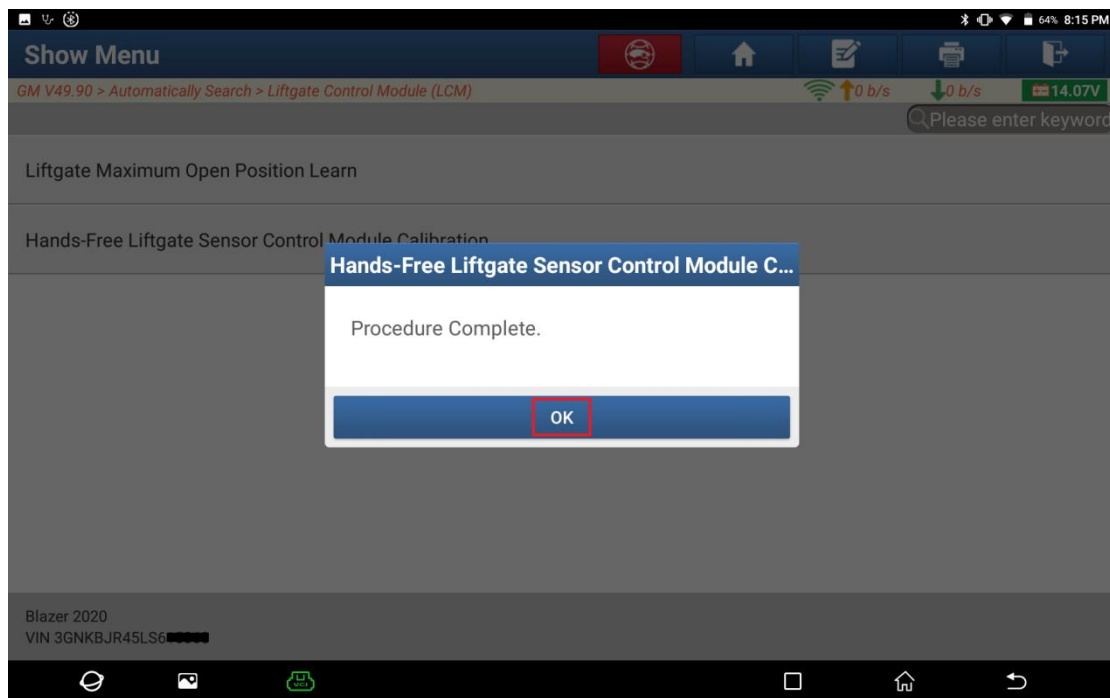 64% 8:15 PM
Show Menu
GM V49.90 > Automatically Search > Liftgate Control Module (LCM)
0 b/s
0 b/s
14.07V
Please enter keyword
Liftgate Maximum Open Position Learn
Hands-Free Liftgate Sensor Control Module Calibration
Hands-Free Liftgate Sensor Control Module C...
Procedure Complete.
OK
Blazer 2020
VIN 3GNKBJR45LS6
VCI